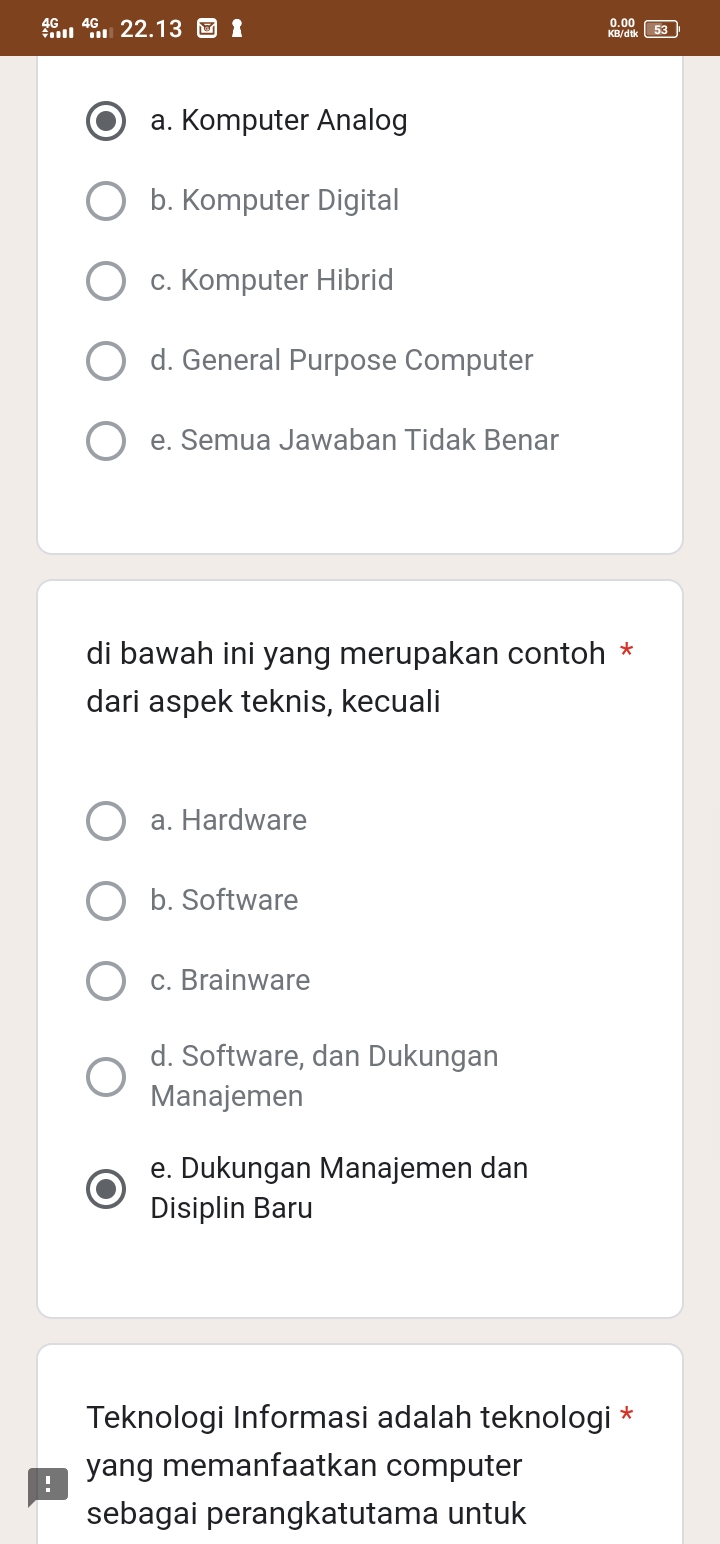 4G 4G 22.13 0.00 KB/dtk 53
a. Komputer Analog
b. Komputer Digital
c. Komputer Hibrid
d. General Purpose Computer
e. Semua Jawaban Tidak Benar
di bawah ini yang merupakan contoh *
dari aspek teknis, kecuali
a. Hardware
b. Software
c. Brainware
d. Software, dan Dukungan
Manajemen
e. Dukungan Manajemen dan
Disiplin Baru
Teknologi Informasi adalah teknologi *
yang memanfaatkan computer
sebagai perangkatutama untuk